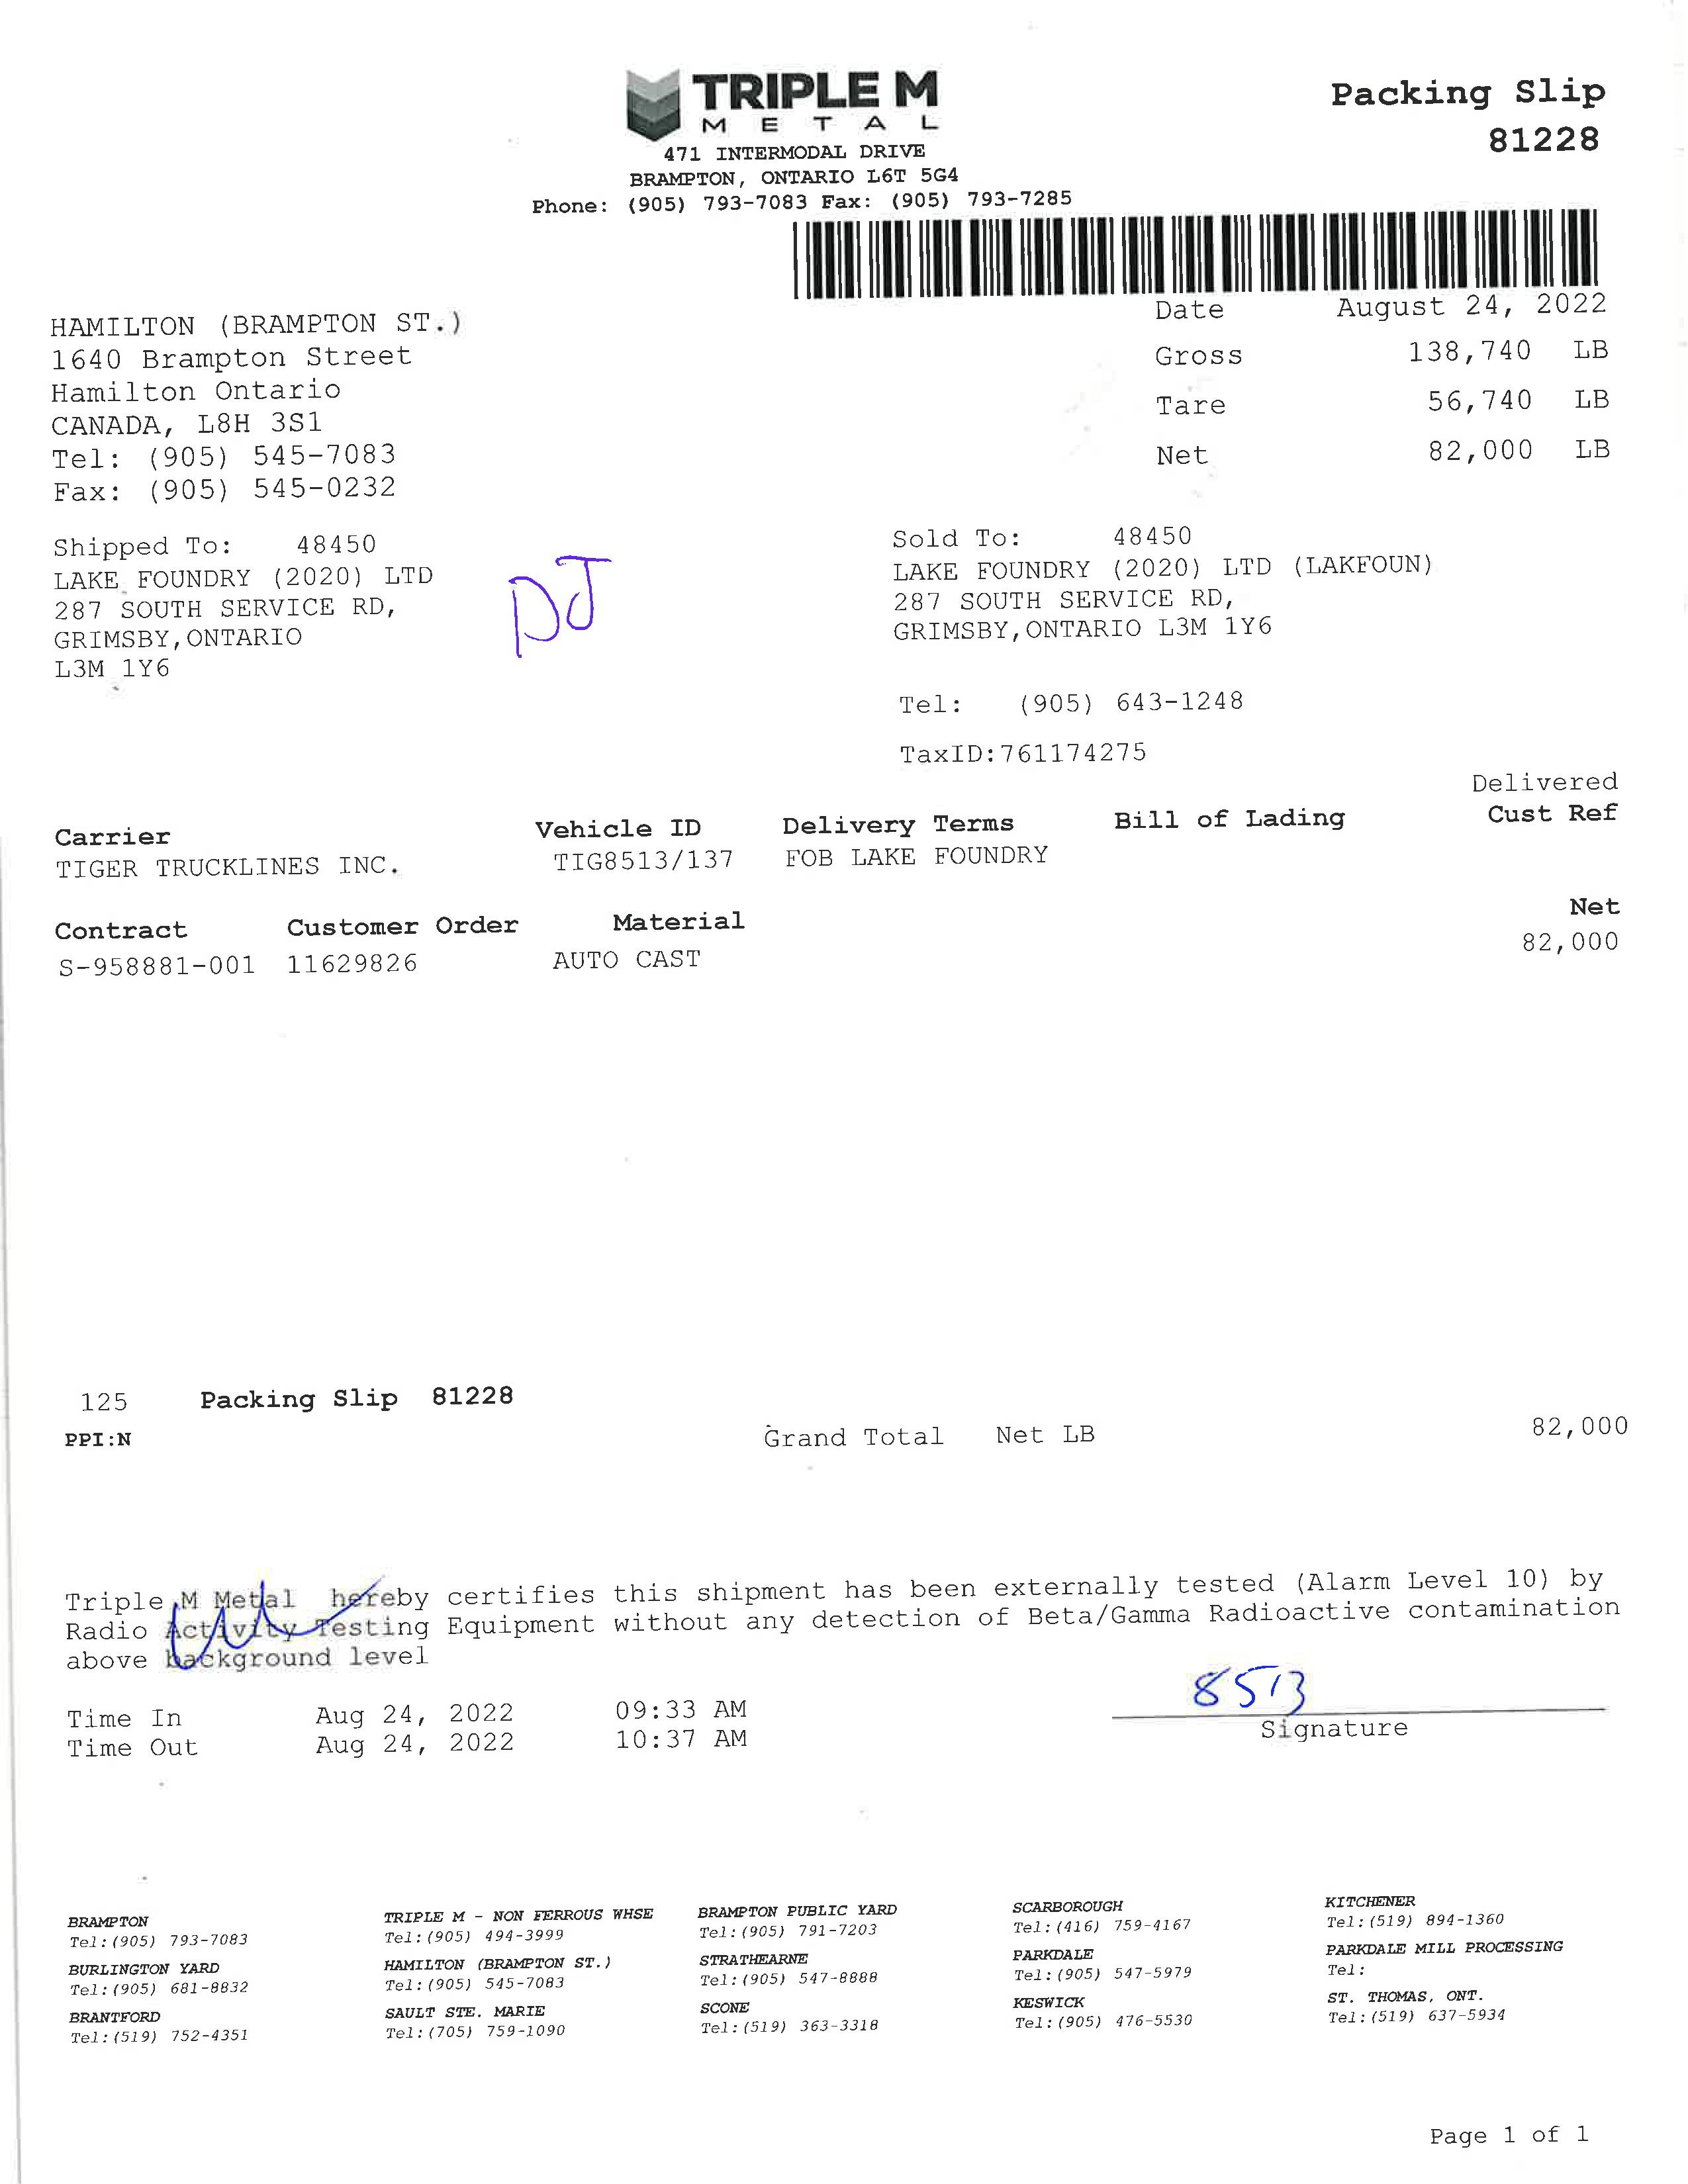 TRIPLE M
METAL
471 INTERMODAL DRIVE
BRAMPTON, ONTARIO L6T 5G4
Phone: (905) 793-7083 Fax: (905) 793-7285
Packing Slip
81228
HAMILTON (BRAMPTON ST.)
1640 Brampton Street
Hamilton Ontario
CANADA, L8H 3S1
Tel: (905) 545-7083
Fax: (905) 545-0232
Date August 24, 2022
Gross 138,740 LB
Tare 56,740 LB
Net 82,000 LB
Shipped To: 48450
LAKE FOUNDRY (2020) LTD
287 SOUTH SERVICE RD,
GRIMSBY,ONTARIO
L3M 1Y6
DJ
Sold To: 48450
LAKE FOUNDRY (2020) LTD (LAKFOUN)
287 SOUTH SERVICE RD,
GRIMSBY,ONTARIO L3M 1Y6
Tel: (905) 643-1248
TaxID:761174275
Delivered
Carrier Vehicle ID Delivery Terms Bill of Lading Cust Ref
TIGER TRUCKLINES INC. TIG8513/137 FOB LAKE FOUNDRY
Contract Customer Order Material Net
S-958881-001 11629826 AUTO CAST 82,000
125 Packing Slip 81228
PPI:N Grand Total Net LB 82,000
Triple M Metal hereby certifies this shipment has been externally tested (Alarm Level 10) by
Radio Activity Testing Equipment without any detection of Beta/Gamma Radioactive contamination
above background level
8513
Time In Aug 24, 2022 09:33 AM
Time Out Aug 24, 2022 10:37 AM
Signature
BRAMPTON TRIPLE M - NON FERROUS WHSE BRAMPTON PUBLIC YARD SCARBOROUGH KITCHENER
Tel:(905) 793-7083 Tel:(905) 494-3999 Tel:(905) 791-7203 Tel:(416) 759-4167 Tel:(519) 894-1360
BURLINGTON YARD HAMILTON (BRAMPTON ST.) STRATHEARNE PARKDALE PARKDALE MILL PROCESSING
Tel:(905) 681-8832 Tel:(905) 545-7083 Tel:(905) 547-8888 Tel:(905) 547-5979 Tel:
BRANTFORD SAULT STE. MARIE SCONE KESWICK ST. THOMAS, ONT.
Tel:(519) 752-4351 Tel:(705) 759-1090 Tel:(519) 363-3318 Tel:(905) 476-5530 Tel:(519) 637-5934
Page 1 of 1